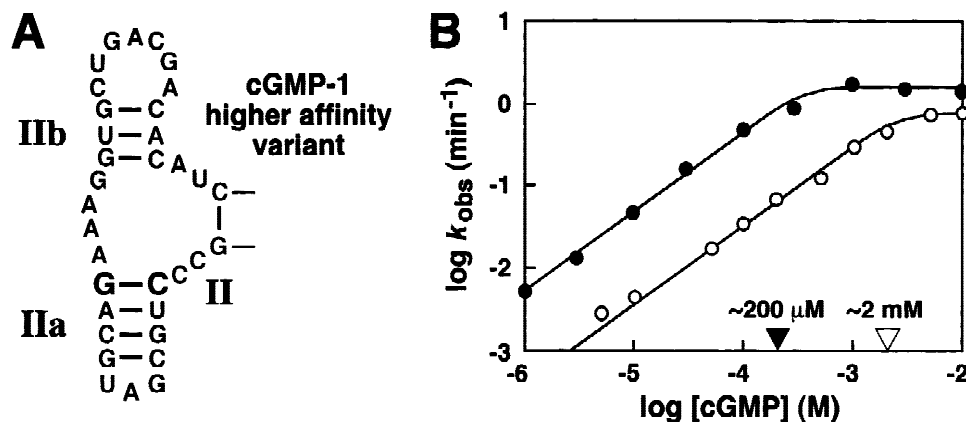 A
G A C
U G
C A
G – C
IIb U – A
G – C
G A U C
A
A
A G
G – C C C II
A – U
IIa C – G
G – C
U A G
cGMP-1
higher affinity
variant
B
log kobs (min⁻¹)
1
0
-1
-2
-3
~200 µM ~2 mM
-6 -5 -4 -3 -2
log [cGMP] (M)